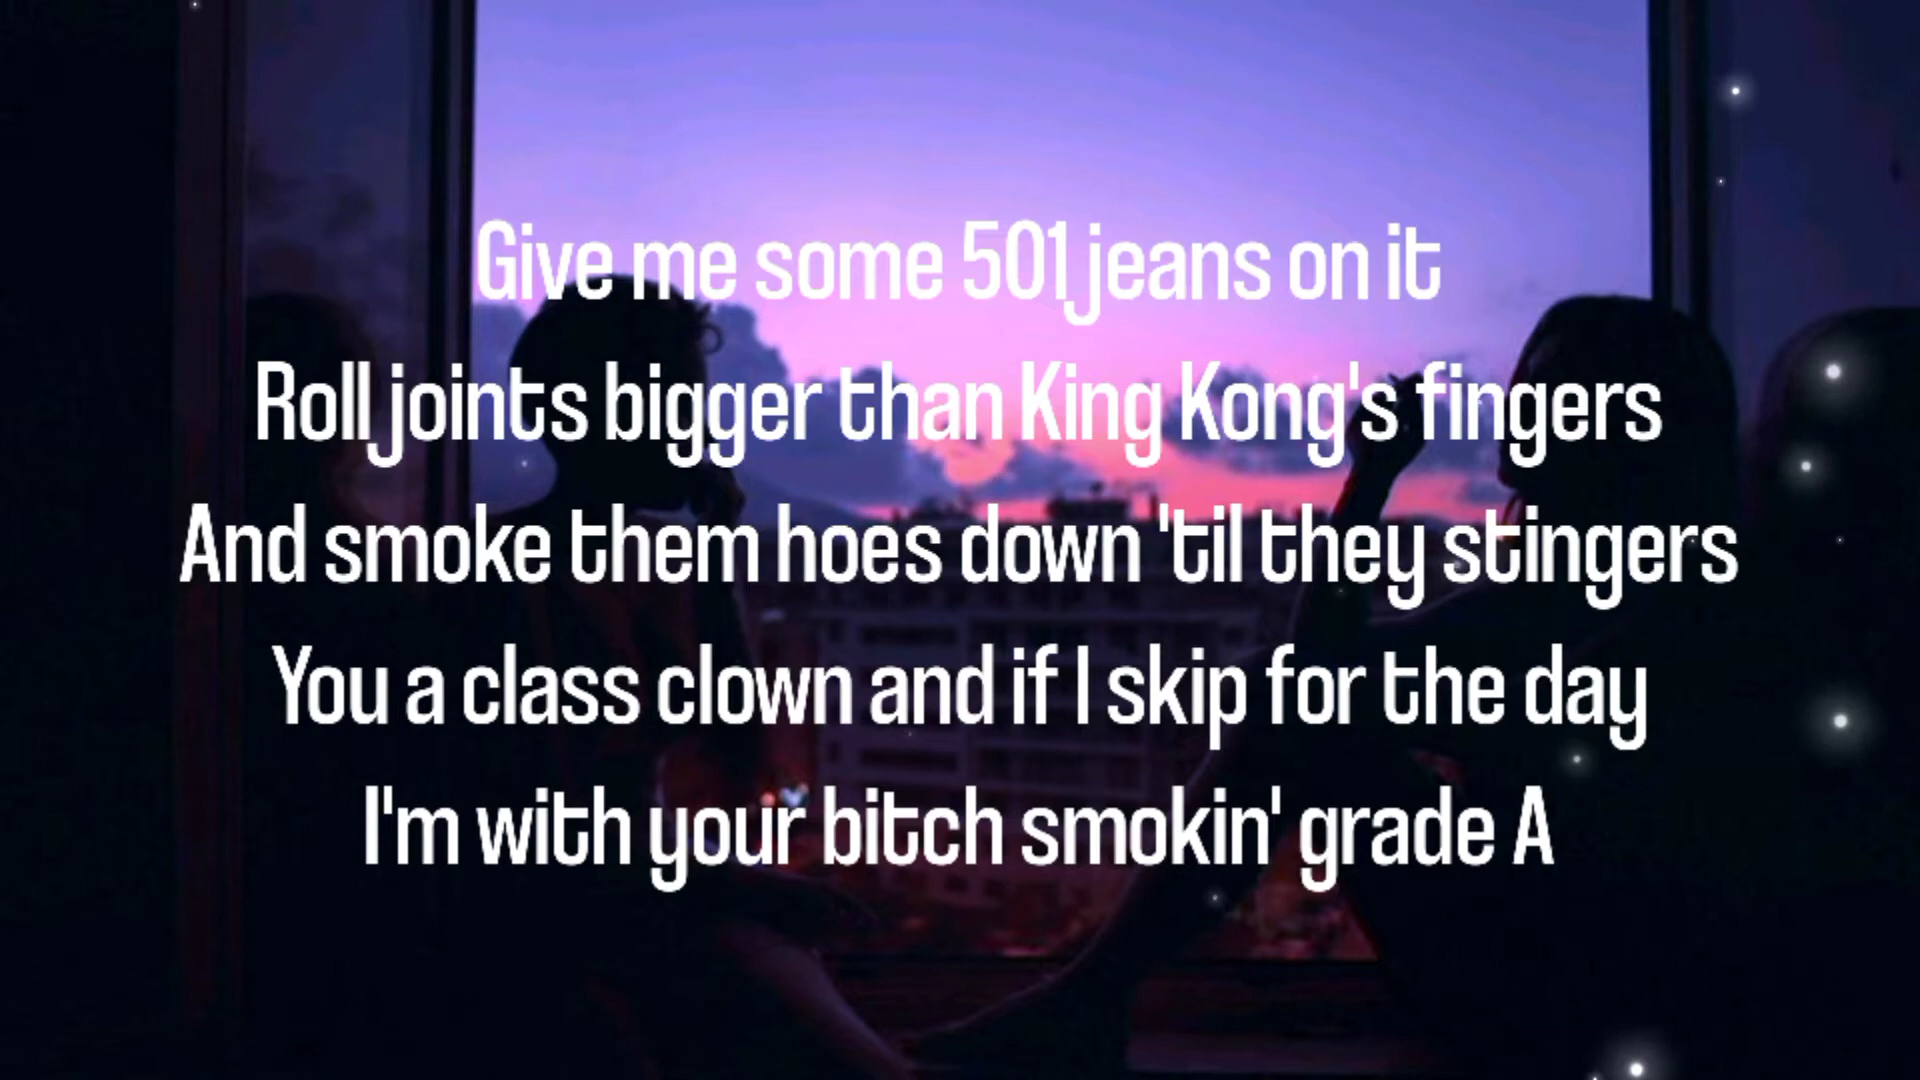 Give me some 501 jeans on it
Roll joints bigger than King Kong's fingers
And smoke them hoes down 'til they stingers
You a class clown and if I skip for the day
I'm with your bitch smokin' grade A